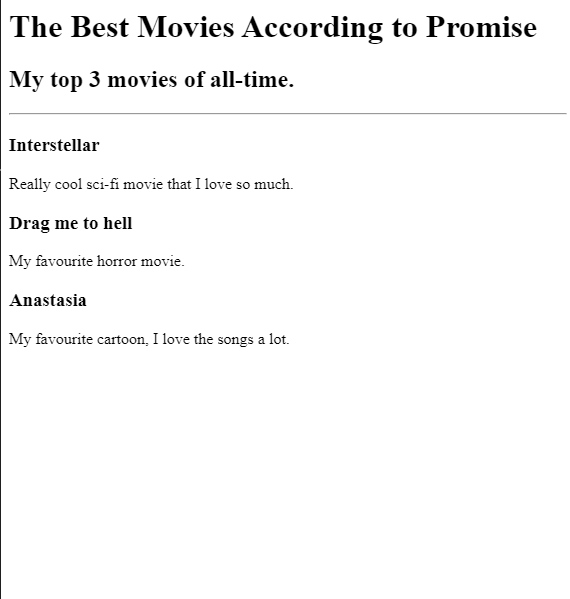 The Best Movies According to Promise
My top 3 movies of all-time.
Interstellar
Really cool sci-fi movie that I love so much.
Drag me to hell
My favourite horror movie.
Anastasia
My favourite cartoon, I love the songs a lot.